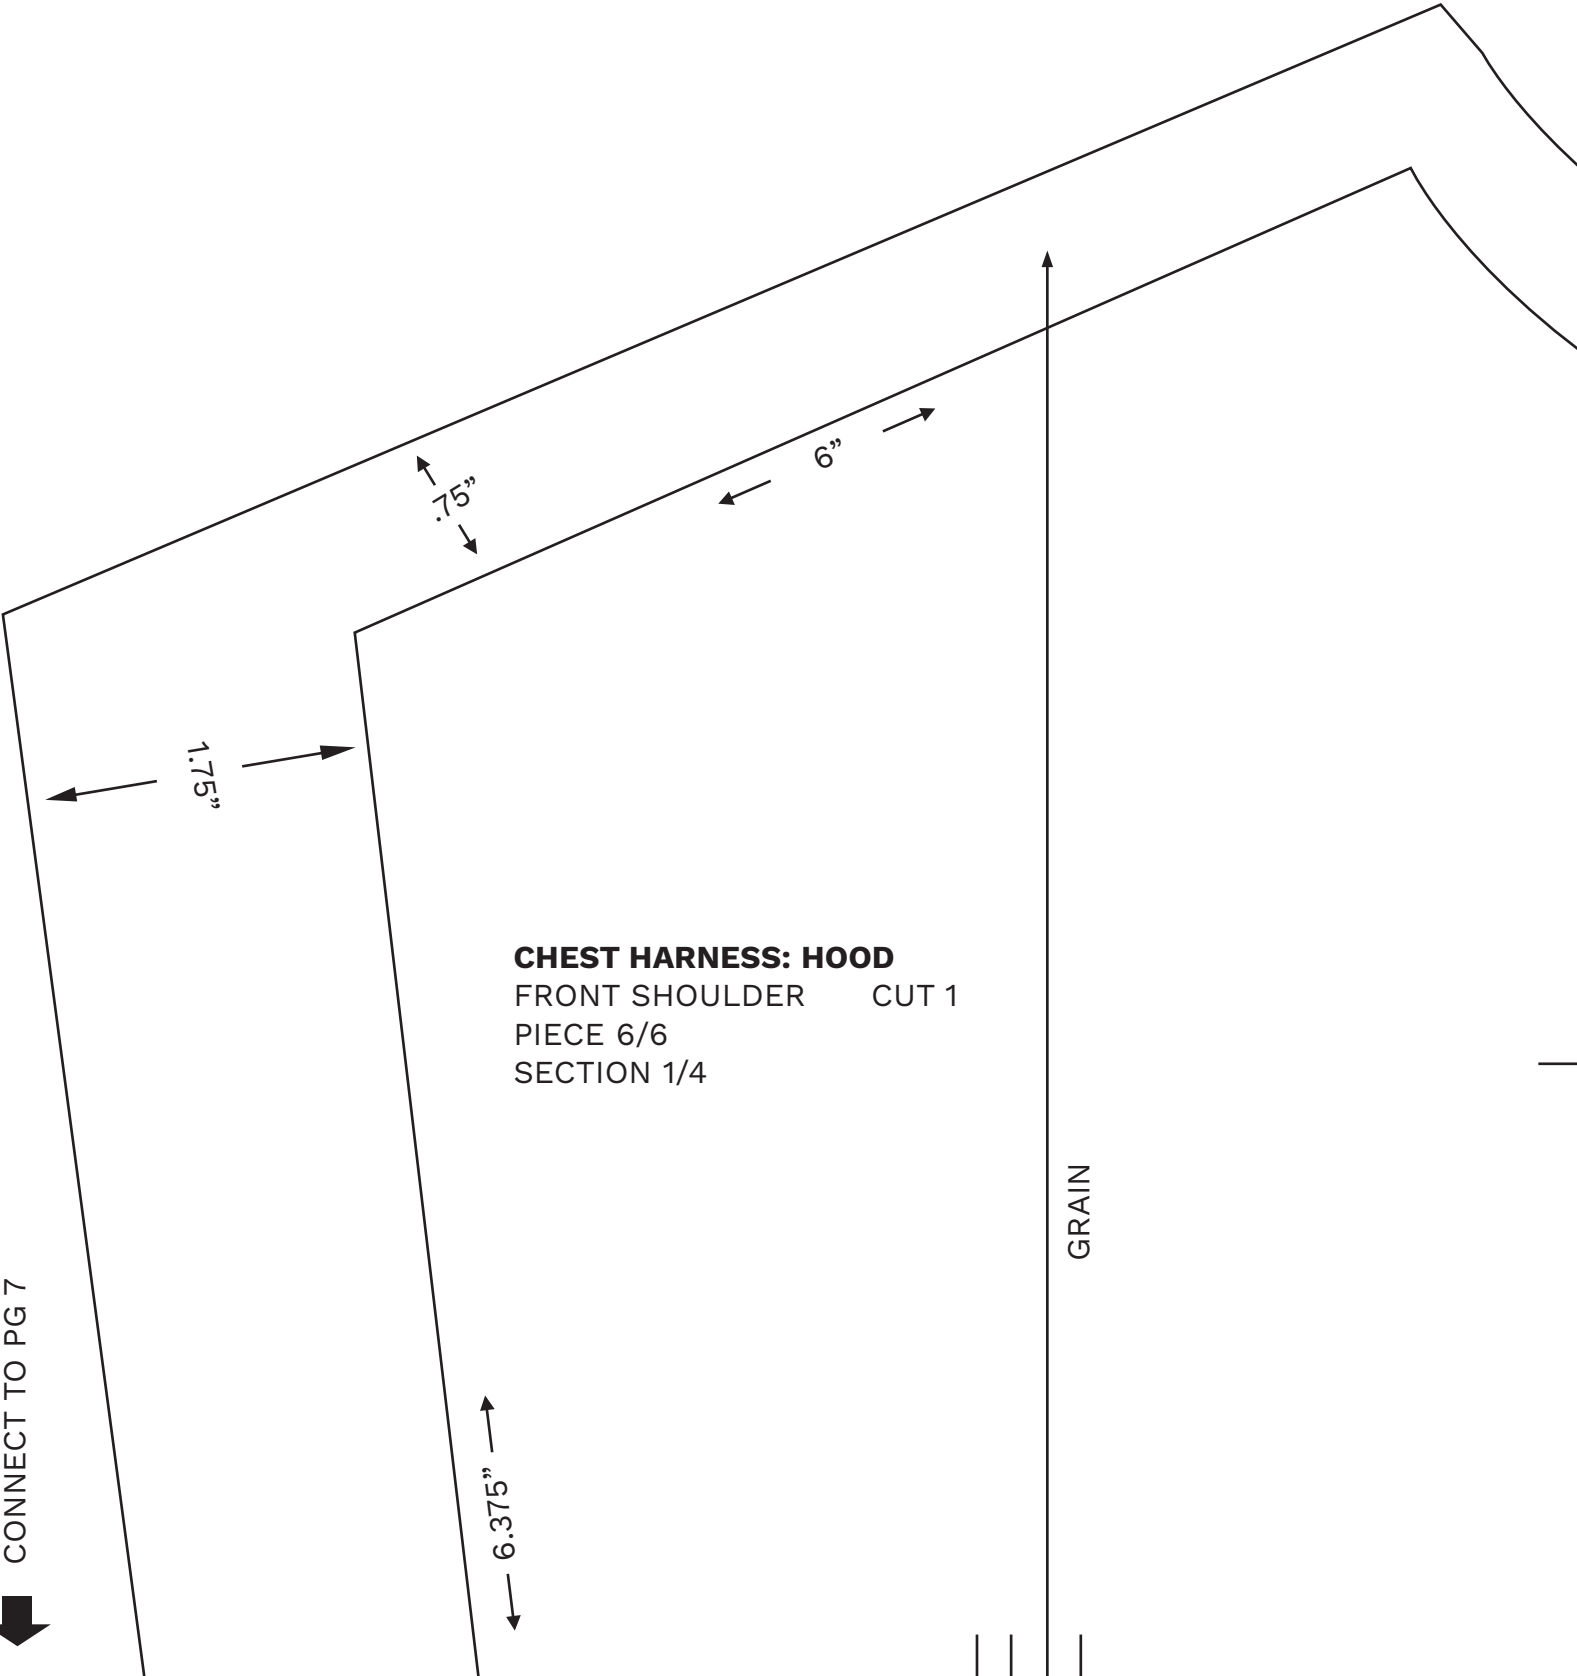 6”
.75”
1.75”
CHEST HARNESS: HOOD
FRONT SHOULDER CUT 1
PIECE 6/6
SECTION 1/4
GRAIN
CONNECT TO PG 7
6.375”